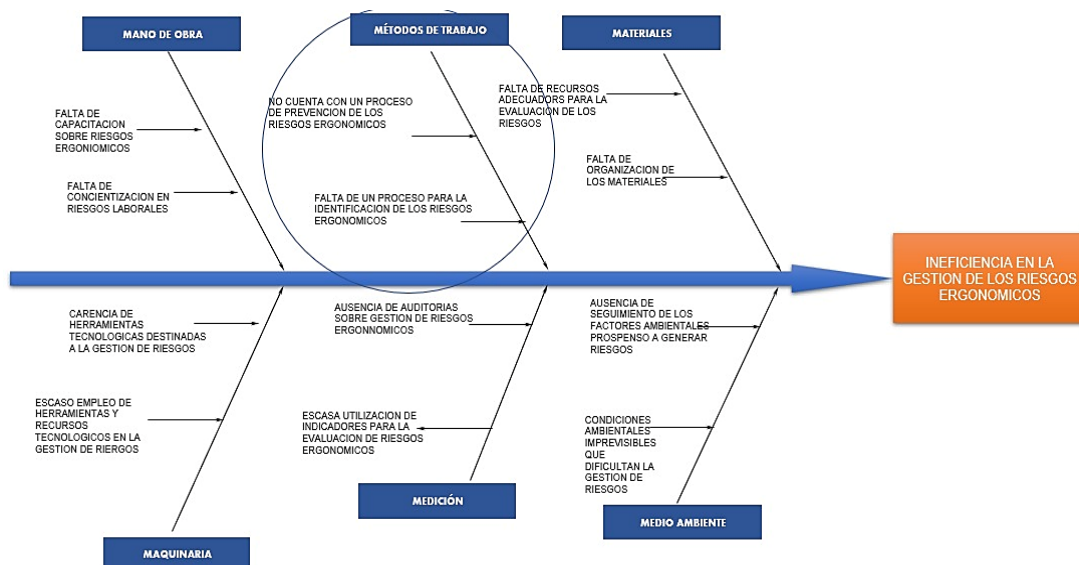 MANO DE OBRA
MÉTODOS DE TRABAJO
MATERIALES
FALTA DE
CAPACITACION
SOBRE RIESGOS
ERGONIOMICOS
FALTA DE
CONCIENTIZACION EN
RIESGOS LABORALES
NO CUENTA CON UN PROCESO
DE PREVENCION DE LOS
RIESGOS ERGONOMICOS
FALTA DE UN PROCESO PARA LA
IDENTIFICACION DE LOS RIESGOS
ERGONOMICOS
FALTA DE RECURSOS
ADECUADORS PARA LA
EVALUACION DE LOS
RIESGOS
FALTA DE
ORGANIZACION DE
LOS MATERIALES
INEFICIENCIA EN LA
GESTION DE LOS RIESGOS
ERGONOMICOS
CARENCIA DE
HERRAMIENTAS
TECNOLOGICAS DESTINADAS
A LA GESTION DE RIESGOS
ESCASO EMPLEO DE
HERRAMIENTAS Y
RECURSOS
TECNOLOGICOS EN LA
GESTION DE RIERGOS
AUSENCIA DE AUDITORIAS
SOBRE GESTION DE RIESGOS
ERGONNOMICOS
ESCASA UTILIZACION DE
INDICADORES PARA LA
EVALUACION DE RIESGOS
ERGONOMICOS
AUSENCIA DE
SEGUIMIENTO DE LOS
FACTORES AMBIENTALES
PROSPENSO A GENERAR
RIESGOS
CONDICIONES
AMBIENTALES
IMPREVISIBLES
QUE
DIFICULTAN LA
GESTION DE
RIESGOS
MAQUINARIA
MEDICIÓN
MEDIO AMBIENTE